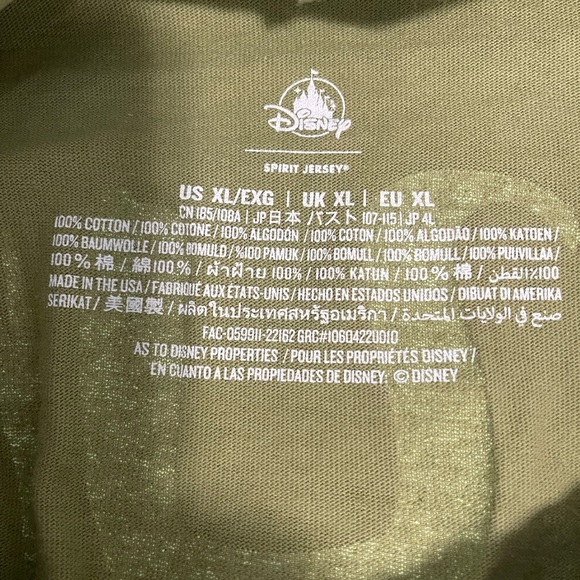 Disney
SPIRIT JERSEY®
US XL/EXG | UK XL | EU XL
CN 185/108A | JP 日本 バスト 107-115 | JP 4L
100% COTTON / 100% COTONE / 100% ALGODÓN / 100% COTON / 100% ALGODÃO / 100% KATOEN /
100% BAUMWOLLE / 100% BOMULD / %100 PAMUK / 100% BOMULL / 100% BOMULL / 100% PUUVILLAA /
100% 棉 / 綿100% / ผ้าฝ้าย 100% / 100% KATUN / 100% 棉 / 100% القطن
MADE IN THE USA / FABRIQUÉ AUX ÉTATS-UNIS / HECHO EN ESTADOS UNIDOS / DIBUAT DI AMERIKA
SERIKAT / 美國製 / ผลิตในประเทศสหรัฐอเมริกา / صنع في الولايات المتحدة
FAC-059911-22162 GRC#10604220010
AS TO DISNEY PROPERTIES / POUR LES PROPRIÉTÉS DISNEY /
EN CUANTO A LAS PROPIEDADES DE DISNEY: © DISNEY